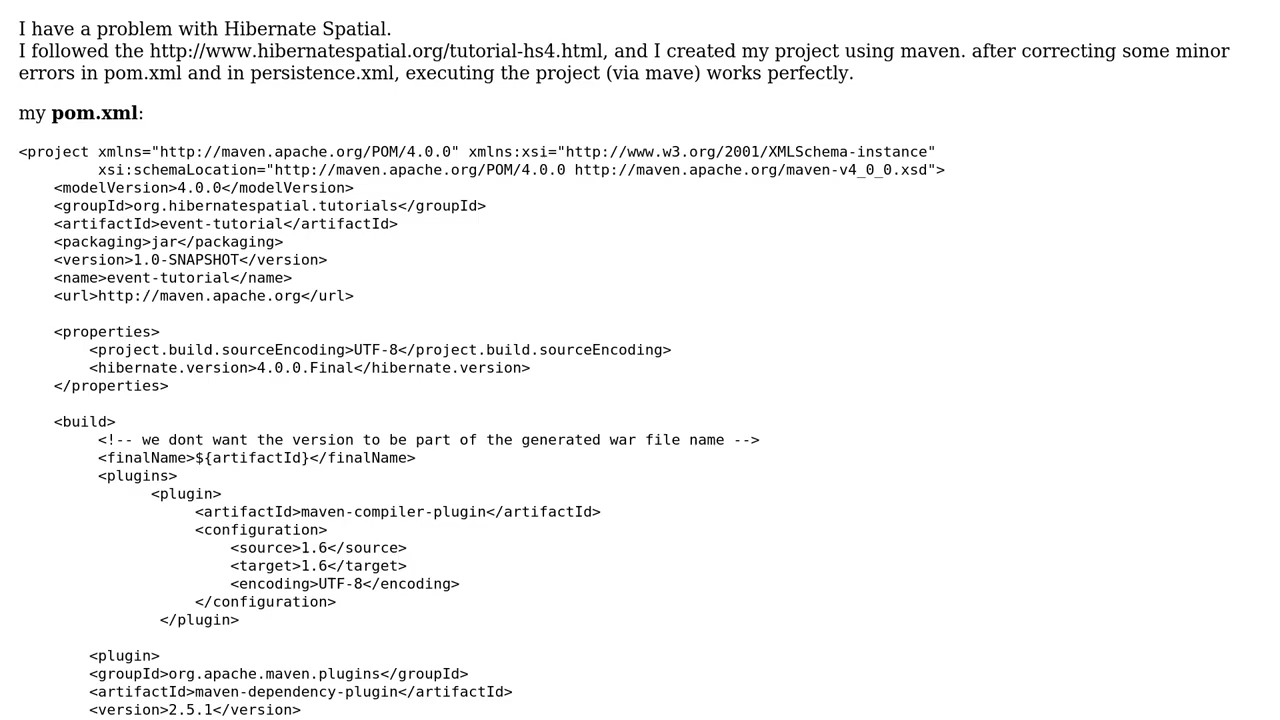 I have a problem with Hibernate Spatial.
I followed the http://www.hibernatespatial.org/tutorial-hs4.html, and I created my project using maven. after correcting some minor
errors in pom.xml and in persistence.xml, executing the project (via mave) works perfectly.
my pom.xml:
<project xmlns="http://maven.apache.org/POM/4.0.0" xmlns:xsi="http://www.w3.org/2001/XMLSchema-instance"
         xsi:schemaLocation="http://maven.apache.org/POM/4.0.0 http://maven.apache.org/maven-v4_0_0.xsd">
    <modelVersion>4.0.0</modelVersion>
    <groupId>org.hibernatespatial.tutorials</groupId>
    <artifactId>event-tutorial</artifactId>
    <packaging>jar</packaging>
    <version>1.0-SNAPSHOT</version>
    <name>event-tutorial</name>
    <url>http://maven.apache.org</url>

    <properties>
        <project.build.sourceEncoding>UTF-8</project.build.sourceEncoding>
        <hibernate.version>4.0.0.Final</hibernate.version>
    </properties>

    <build>
         <!-- we dont want the version to be part of the generated war file name -->
         <finalName>${artifactId}</finalName>
         <plugins>
               <plugin>
                    <artifactId>maven-compiler-plugin</artifactId>
                    <configuration>
                        <source>1.6</source>
                        <target>1.6</target>
                        <encoding>UTF-8</encoding>
                    </configuration>
                </plugin>

        <plugin>
        <groupId>org.apache.maven.plugins</groupId>
        <artifactId>maven-dependency-plugin</artifactId>
        <version>2.5.1</version>